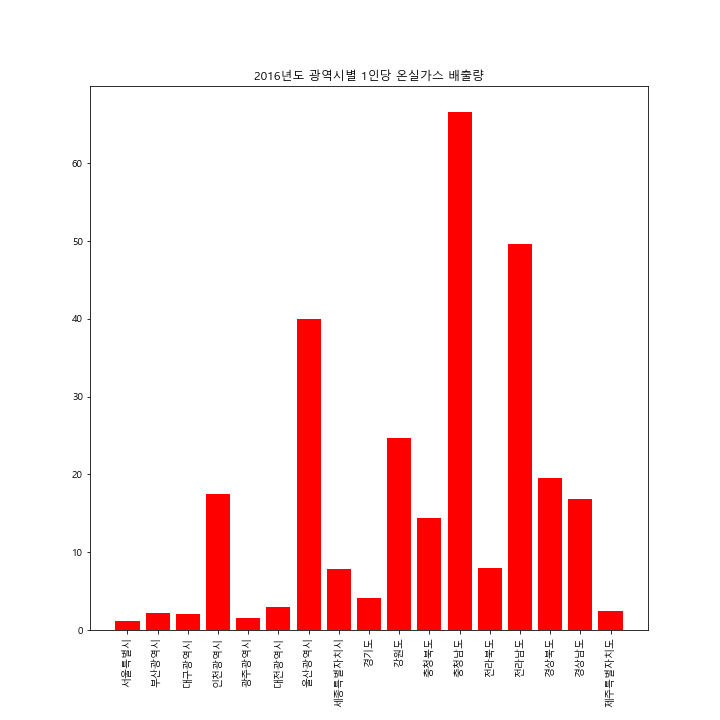 2016년도 광역시별 1인당 온실가스 배출량
60
50
40
30
20
10
0
서울특별시
부산광역시
대구광역시
인천광역시
광주광역시
대전광역시
울산광역시
세종특별자치시
경기도
강원도
충청북도
충청남도
전라북도
전라남도
경상북도
경상남도
제주특별자치도